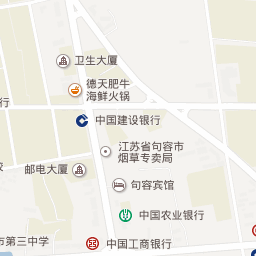 卫生大厦
德天肥牛
海鲜火锅
行
中国建设银行
江苏省句容市
烟草专卖局
邮电大厦
句容宾馆
中国农业银行
市第三中学
中国工商银行